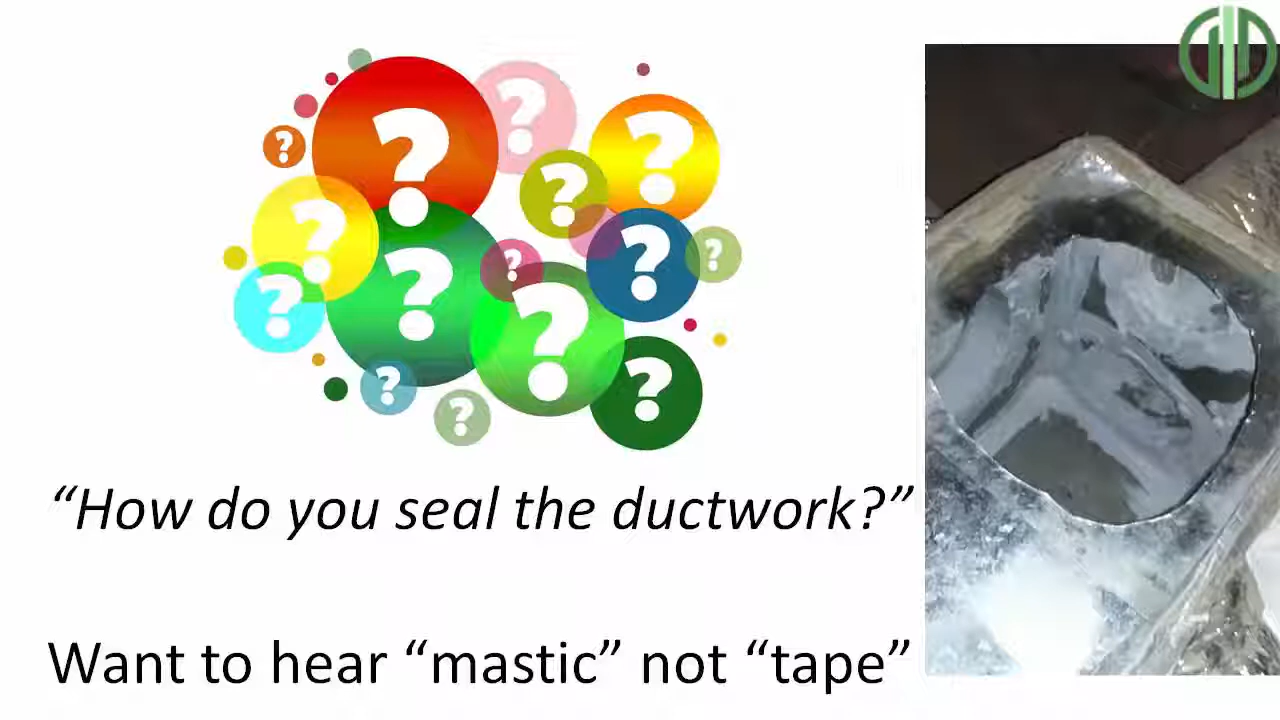 “How do you seal the ductwork?”
Want to hear “mastic” not “tape”